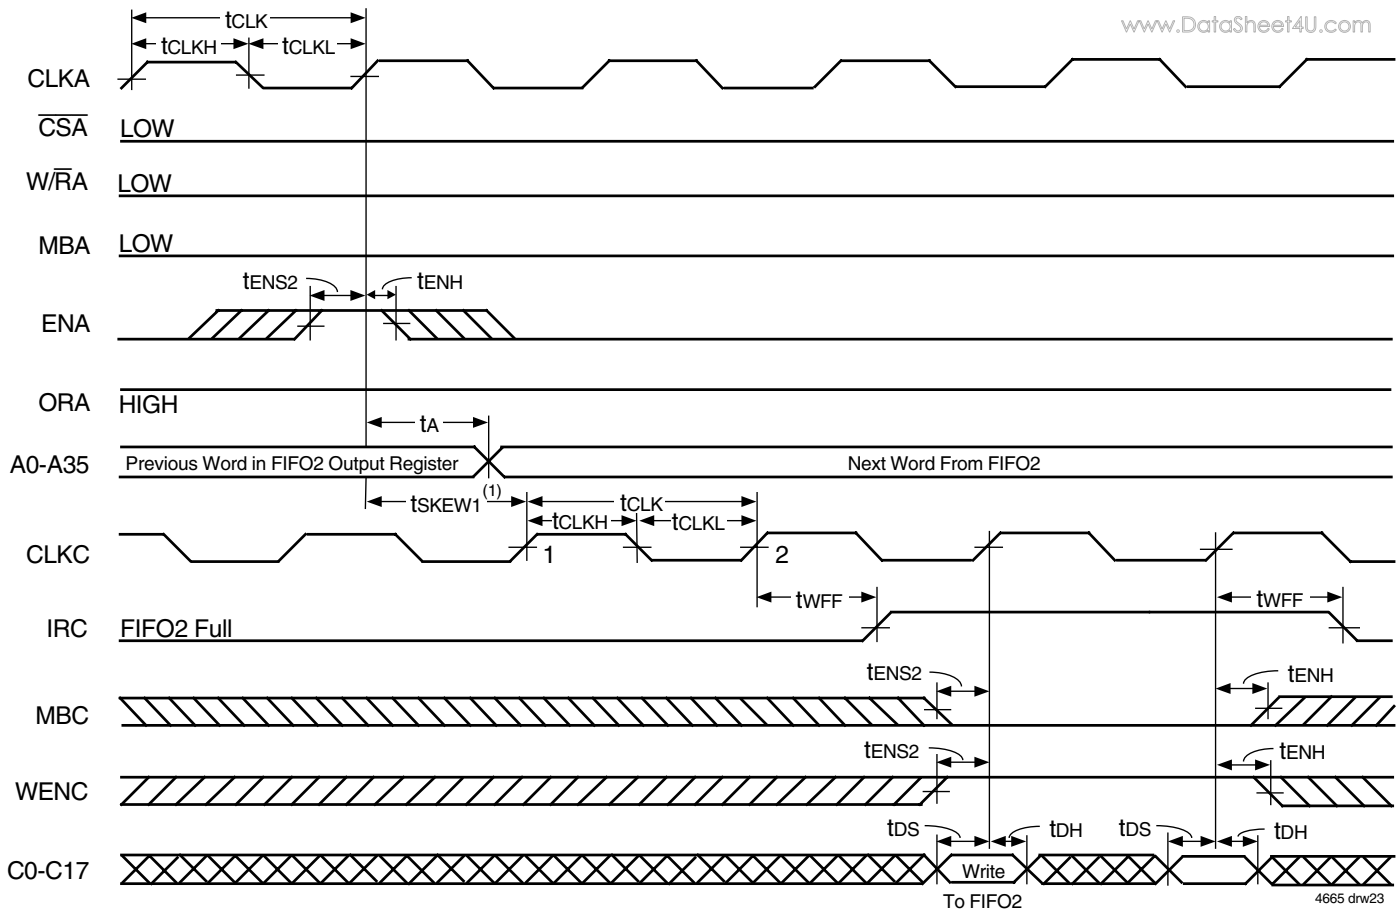 www.DataSheet4U.com
tCLK
tCLKH tCLKL
CLKA
CSA LOW
W/RA LOW
MBA LOW
tENS2 tENH
ENA
ORA HIGH
tA
A0-A35 Previous Word in FIFO2 Output Register Next Word From FIFO2
tSKEW1 (1) tCLK
tCLKH tCLKL
CLKC 1 2
tWFF tWFF
IRC FIFO2 Full
tENS2 tENH
MBC
tENS2 tENH
WENC
tDS tDH tDS tDH
C0-C17 Write
To FIFO2
4665 drw23